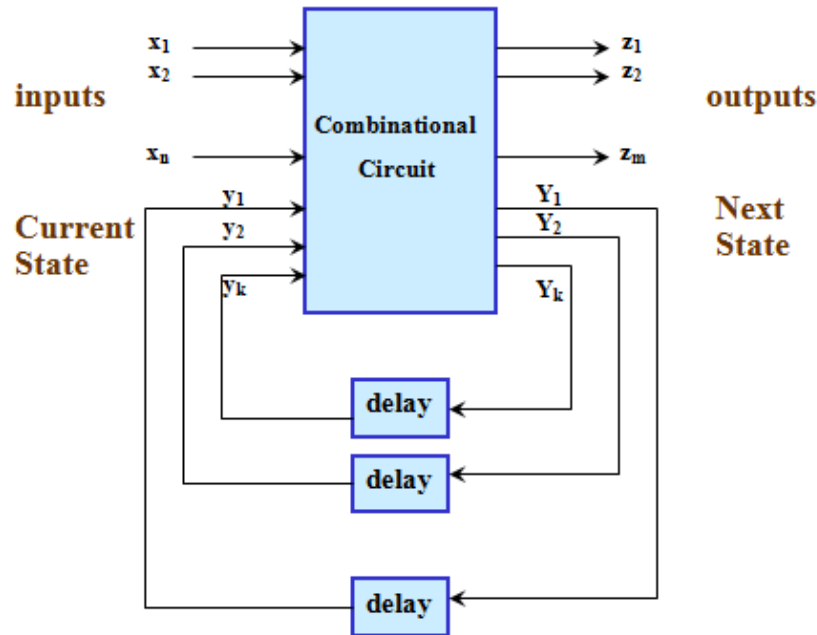 x1
z1
x2
z2
inputs
outputs
Combinational
Circuit
xn
zm
y1
Y1
Current
State
y2
Y2
Next
State
yk
Yk
delay
delay
delay